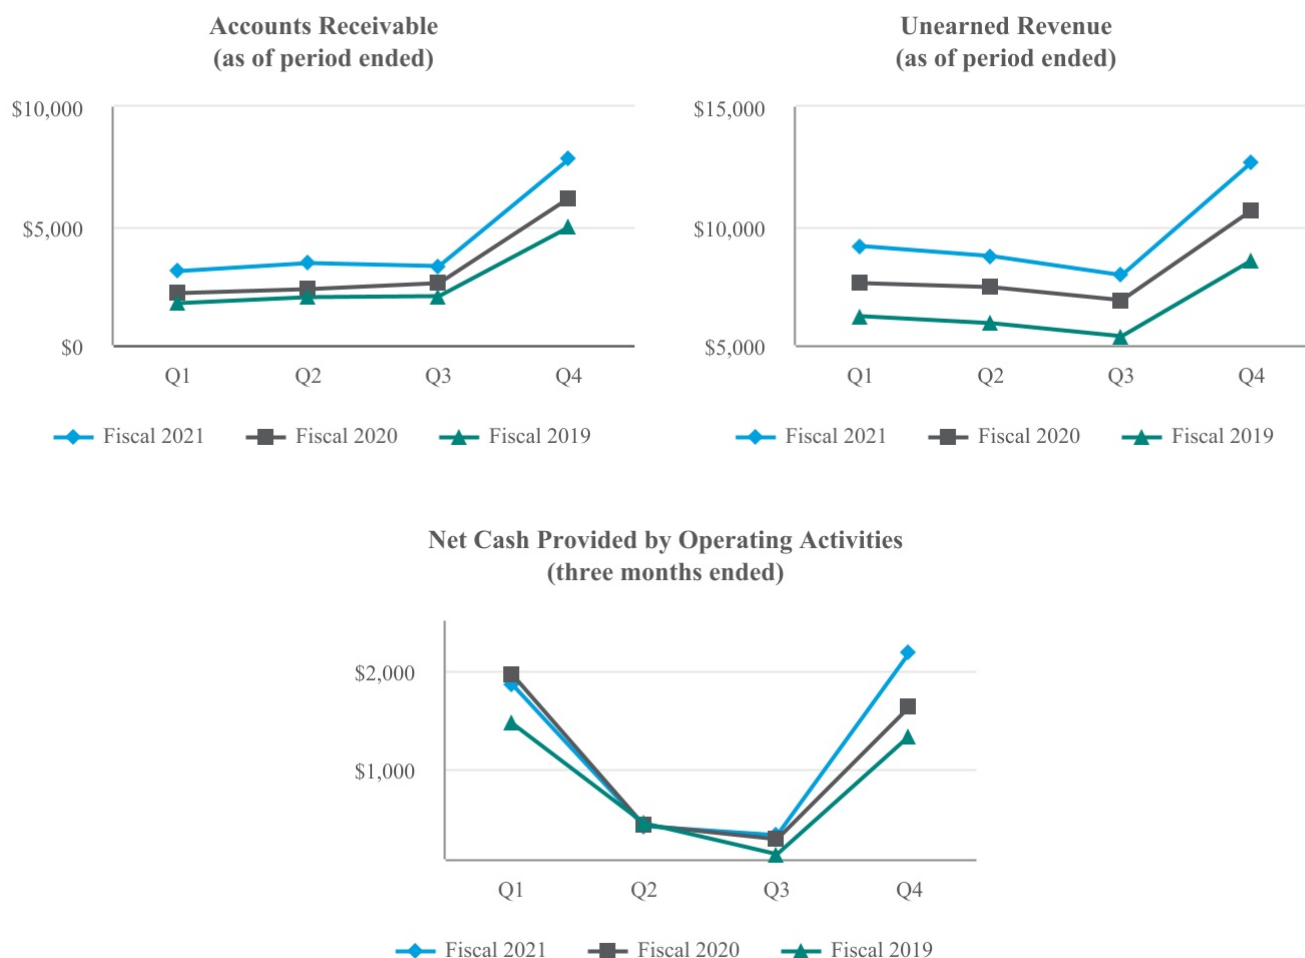 Accounts Receivable
(as of period ended)
$10,000
$5,000
$0
Q1 Q2 Q3 Q4
Fiscal 2021 Fiscal 2020 Fiscal 2019
Unearned Revenue
(as of period ended)
$15,000
$10,000
$5,000
Q1 Q2 Q3 Q4
Fiscal 2021 Fiscal 2020 Fiscal 2019
Net Cash Provided by Operating Activities
(three months ended)
$2,000
$1,000
Q1 Q2 Q3 Q4
Fiscal 2021 Fiscal 2020 Fiscal 2019